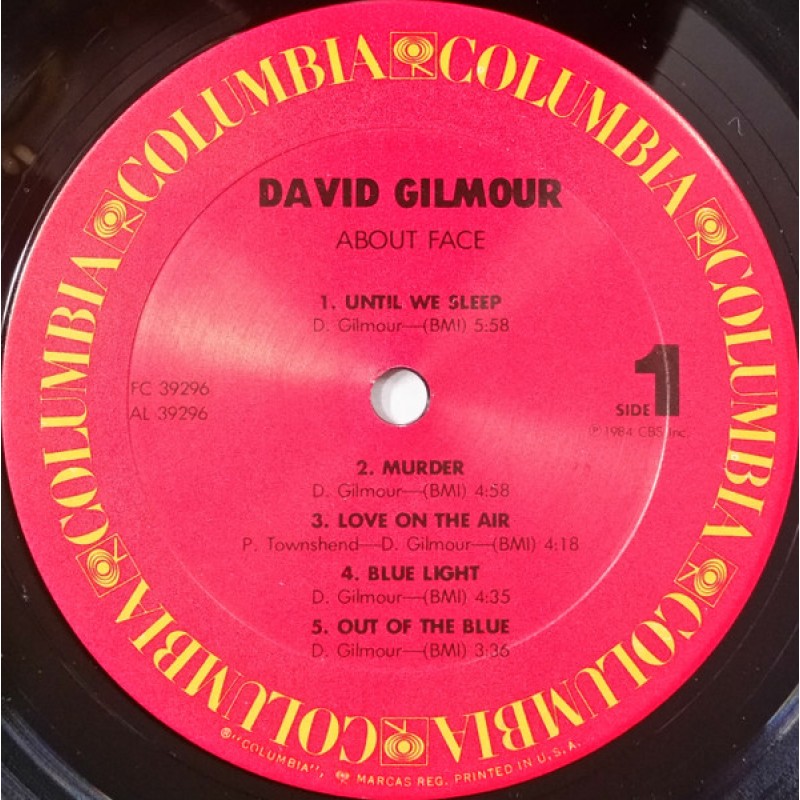 COLUMBIA COLUMBIA COLUMBIA COLUMBIA COLUMBIA COLUMBIA COLUMBIA COLUMBIA
DAVID GILMOUR
ABOUT FACE
1. UNTIL WE SLEEP
D. Gilmour—(BMI) 5:58
FC 39296
AL 39296
SIDE 1
℗ 1984 CBS Inc.
2. MURDER
D. Gilmour—(BMI) 4:58
3. LOVE ON THE AIR
P. Townshend—D. Gilmour—(BMI) 4:18
4. BLUE LIGHT
D. Gilmour—(BMI) 4:35
5. OUT OF THE BLUE
D. Gilmour—(BMI) 3:36
® "COLUMBIA", MARCAS REG. PRINTED IN U.S.A.